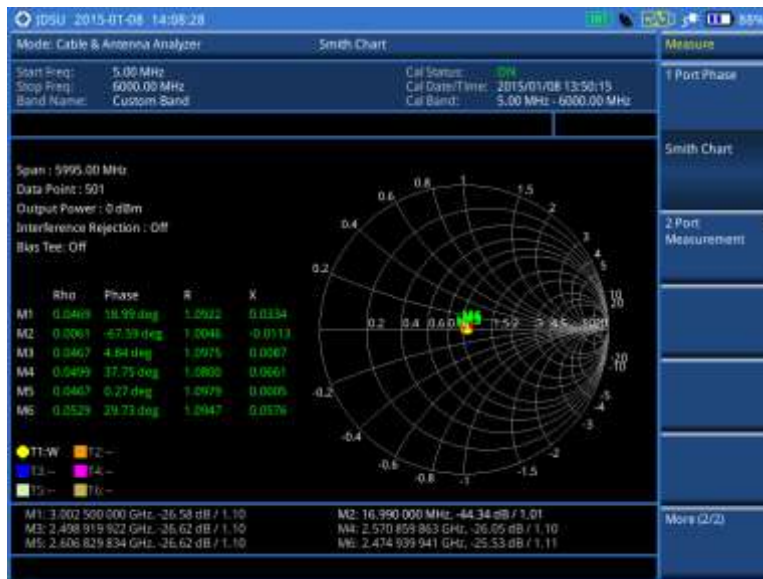 JDSU 2015-01-08 14:08:28
Mode: Cable & Antenna Analyzer
Smith Chart
Measure
Start Freq: 5.00 MHz
Stop Freq: 6000.00 MHz
Band Name: Custom Band
Cal Status: ON
Cal Date/Time: 2015/01/08 13:50:15
Cal Band: 5.00 MHz - 6000.00 MHz
1 Port Phase
Smith Chart
2 Port
Measurement
More (2/2)
Span : 5995.00 MHz
Data Point : 501
Output Power : 0 dBm
Interference Rejection : Off
Bias Tee: Off
Rho Phase R X
M1 0.0469 18.99 deg 1.0922 0.0334
M2 0.0061 -67.59 deg 1.0046 -0.0113
M3 0.0467 4.84 deg 1.0975 0.0087
M4 0.0499 37.75 deg 1.0800 0.0661
M5 0.0467 0.27 deg 1.0979 0.0005
M6 0.0529 29.73 deg 1.0947 0.0576
T1:W T2:--
T3:-- T4:--
T5:-- T6:--
M1: 3.002 500 000 GHz, -26.58 dB / 1.10
M2: 16.990 000 MHz, -44.34 dB / 1.01
M3: 2.498 919 922 GHz, -26.62 dB / 1.10
M4: 2.570 859 863 GHz, -26.05 dB / 1.10
M5: 2.606 829 834 GHz, -26.62 dB / 1.10
M6: 2.474 939 941 GHz, -25.53 dB / 1.11